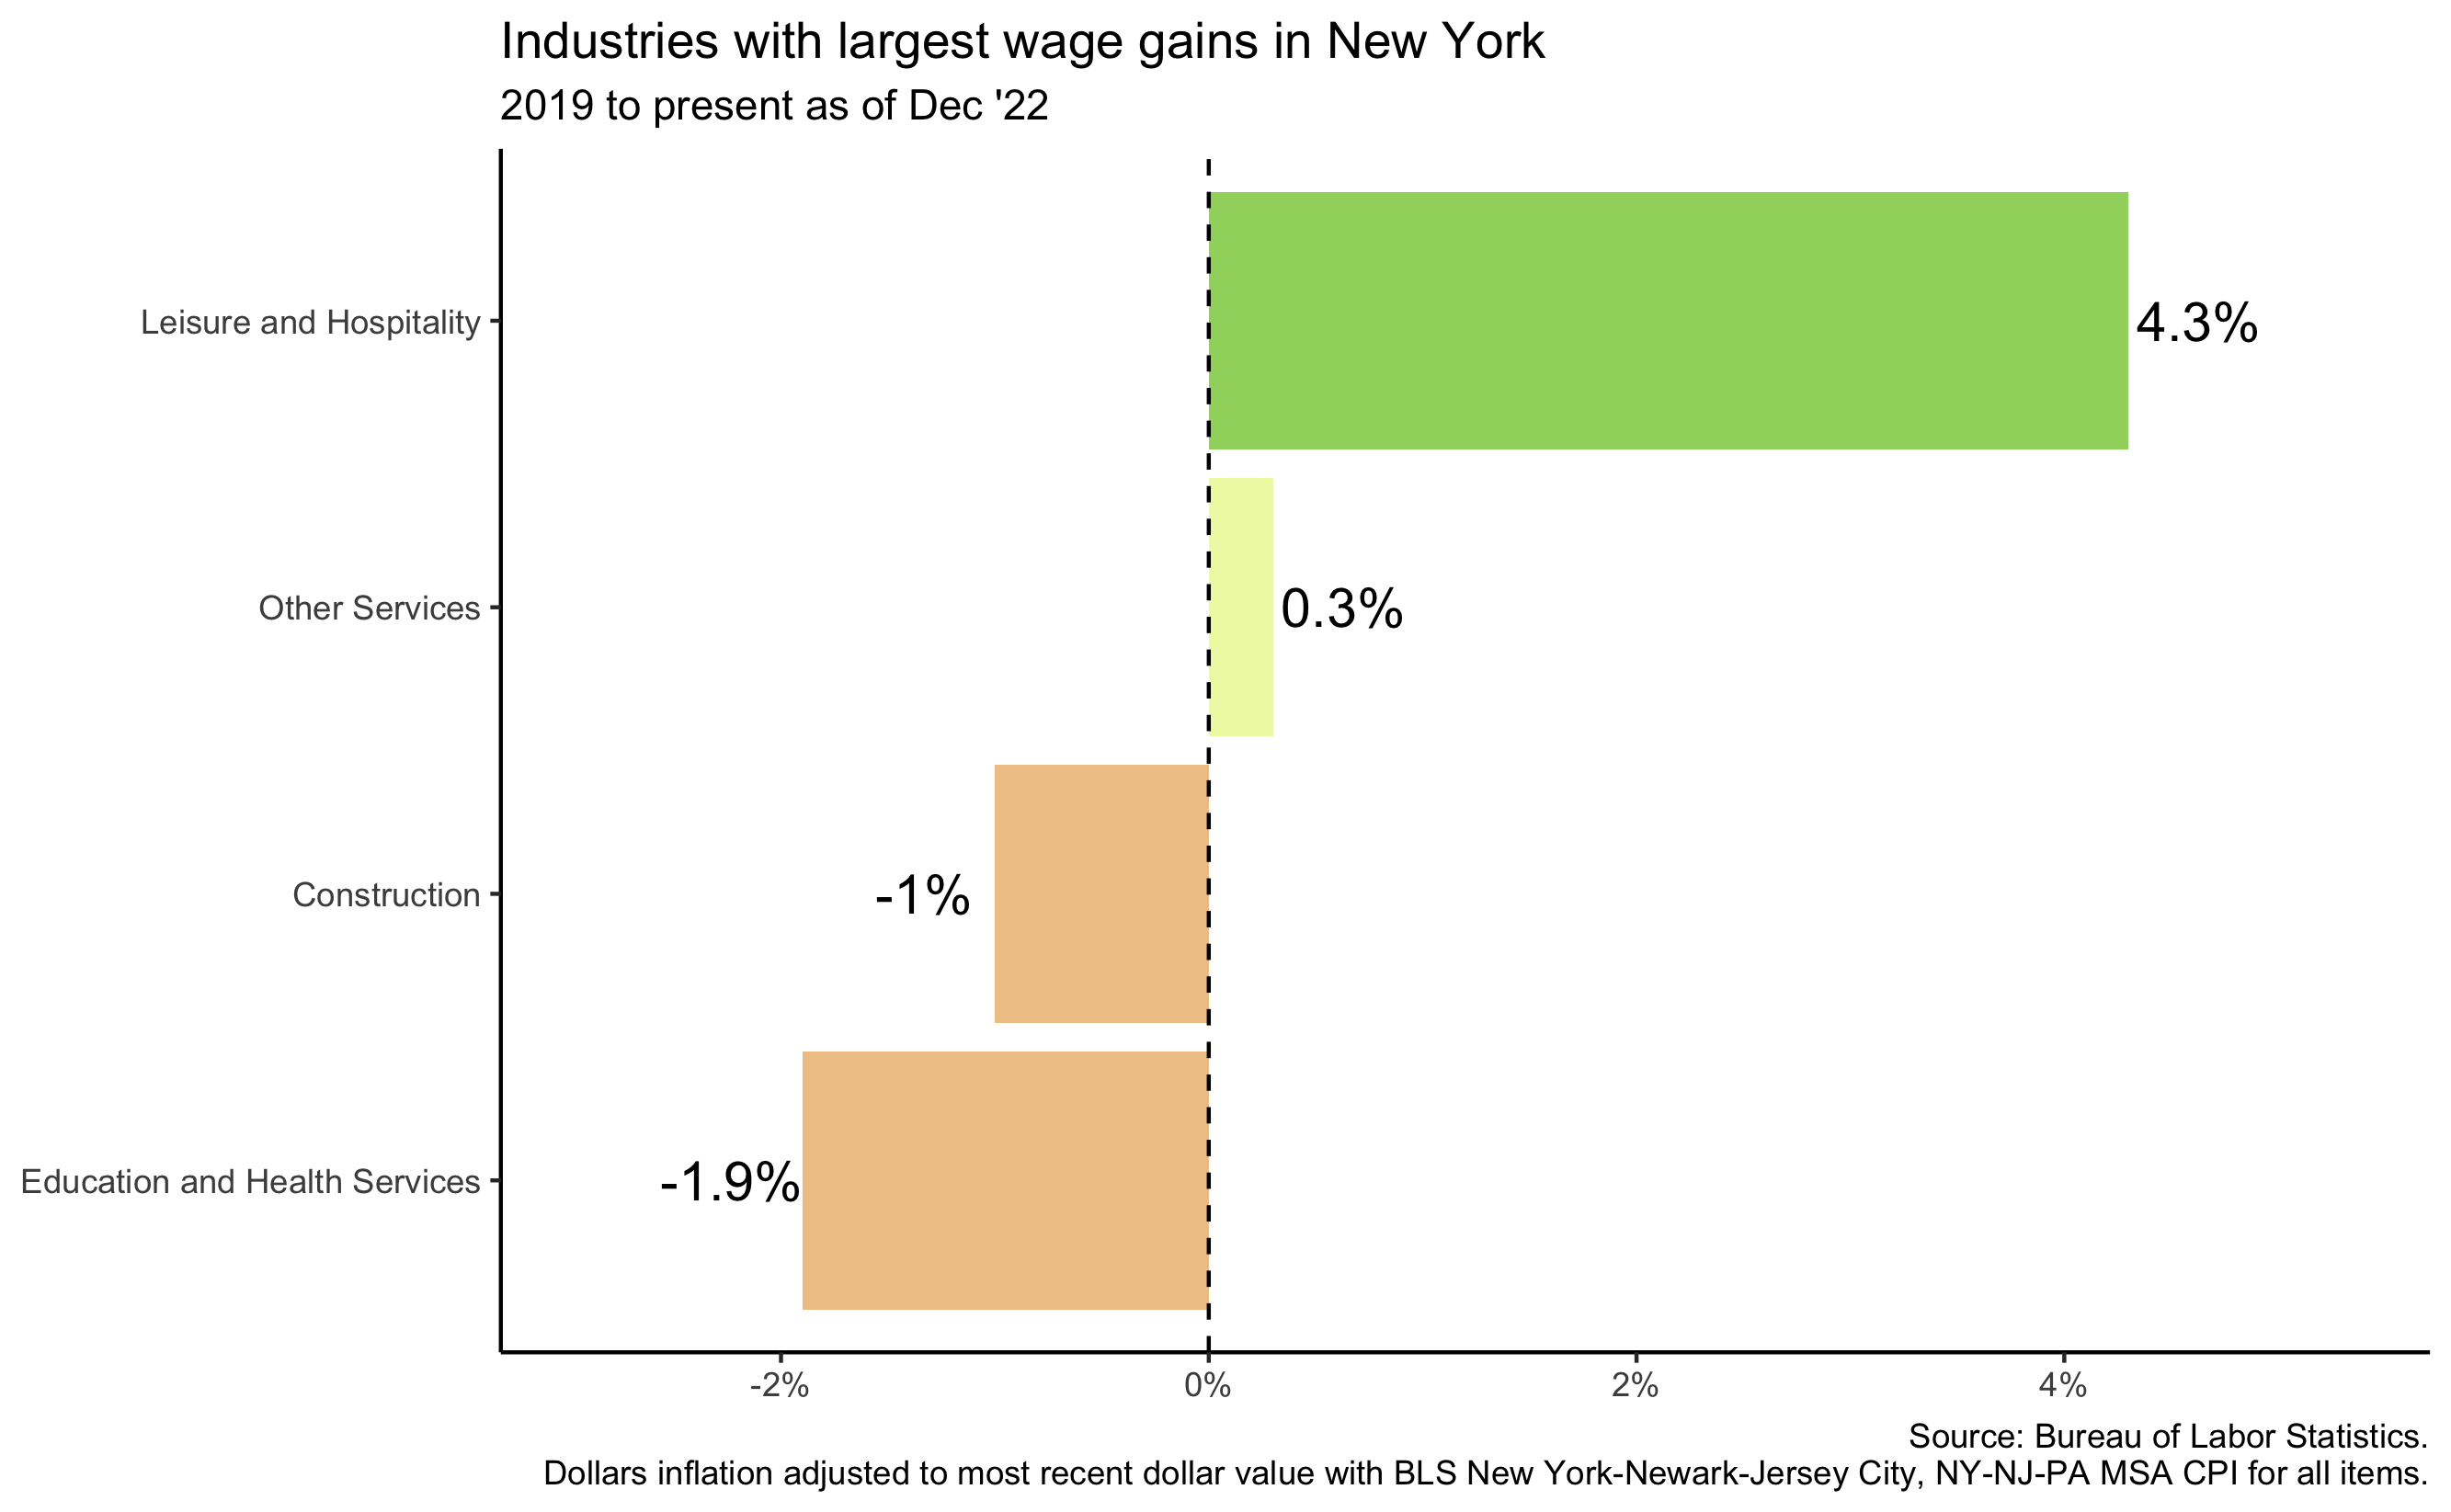 Industries with largest wage gains in New York
2019 to present as of Dec '22
Leisure and Hospitality
4.3%
Other Services
0.3%
Construction
-1%
Education and Health Services
-1.9%
-2%
0%
2%
4%
Source: Bureau of Labor Statistics.
Dollars inflation adjusted to most recent dollar value with BLS New York-Newark-Jersey City, NY-NJ-PA MSA CPI for all items.